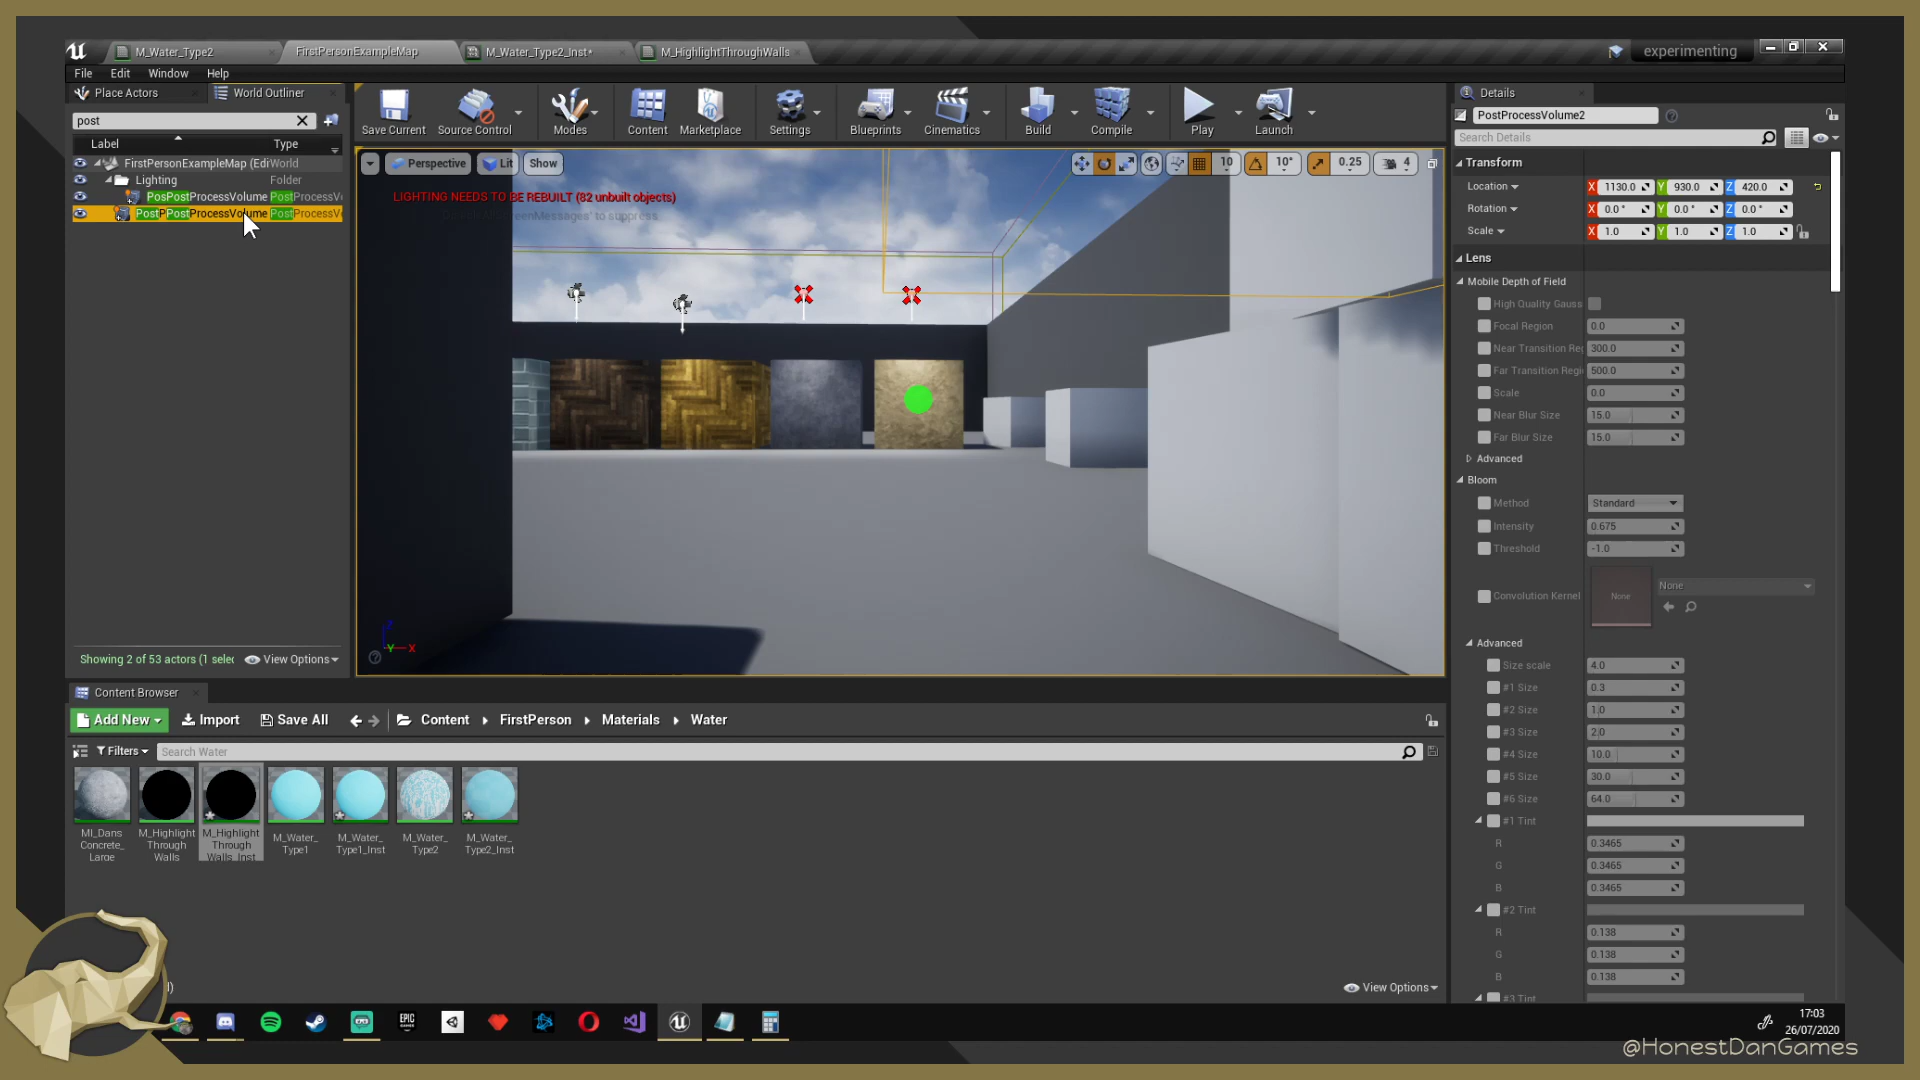 M_Water_Type2
FirstPersonExampleMap
M_Water_Type2_Inst*
M_HighlightThroughWalls
experimenting
File
Edit
Window
Help
Place Actors
World Outliner
post
Label
Type
FirstPersonExampleMap (Edi
World
Lighting
Folder
PosPostProcessVolume
PostProcessV
PostPPostProcessVolume
PostProcessV
Showing 2 of 53 actors (1 selec
View Options
Save Current
Source Control
Modes
Content
Marketplace
Settings
Blueprints
Cinematics
Build
Compile
Play
Launch
Perspective
Lit
Show
10
10°
0.25
4
LIGHTING NEEDS TO BE REBUILT (82 unbuilt objects)
Z
Y
X
Details
PostProcessVolume2
Search Details
Transform
Location
X
1130.0
Y
930.0
Z
420.0
Rotation
X
0.0 °
Y
0.0 °
Z
0.0 °
Scale
X
1.0
Y
1.0
Z
1.0
Lens
Mobile Depth of Field
High Quality Gauss
Focal Region
0.0
Near Transition Reg
300.0
Far Transition Regi
500.0
Scale
0.0
Near Blur Size
15.0
Far Blur Size
15.0
Advanced
Bloom
Method
Standard
Intensity
0.675
Threshold
-1.0
Convolution Kernel
None
None
Advanced
Size scale
4.0
#1 Size
0.3
#2 Size
1.0
#3 Size
2.0
#4 Size
10.0
#5 Size
30.0
#6 Size
64.0
#1 Tint
R
0.3465
G
0.3465
B
0.3465
#2 Tint
R
0.138
G
0.138
B
0.138
#3 Tint
Content Browser
Add New
Import
Save All
Content
FirstPerson
Materials
Water
Filters
Search Water
MI_Dans
Concrete_
Large
M_Highlight
Through
Walls
M_Highlight
Through
Walls_Inst
M_Water_
Type1
M_Water_
Type1_Inst
M_Water_
Type2
M_Water_
Type2_Inst
View Options
EPIC
GAMES
17:03
26/07/2020
@HonestDanGames